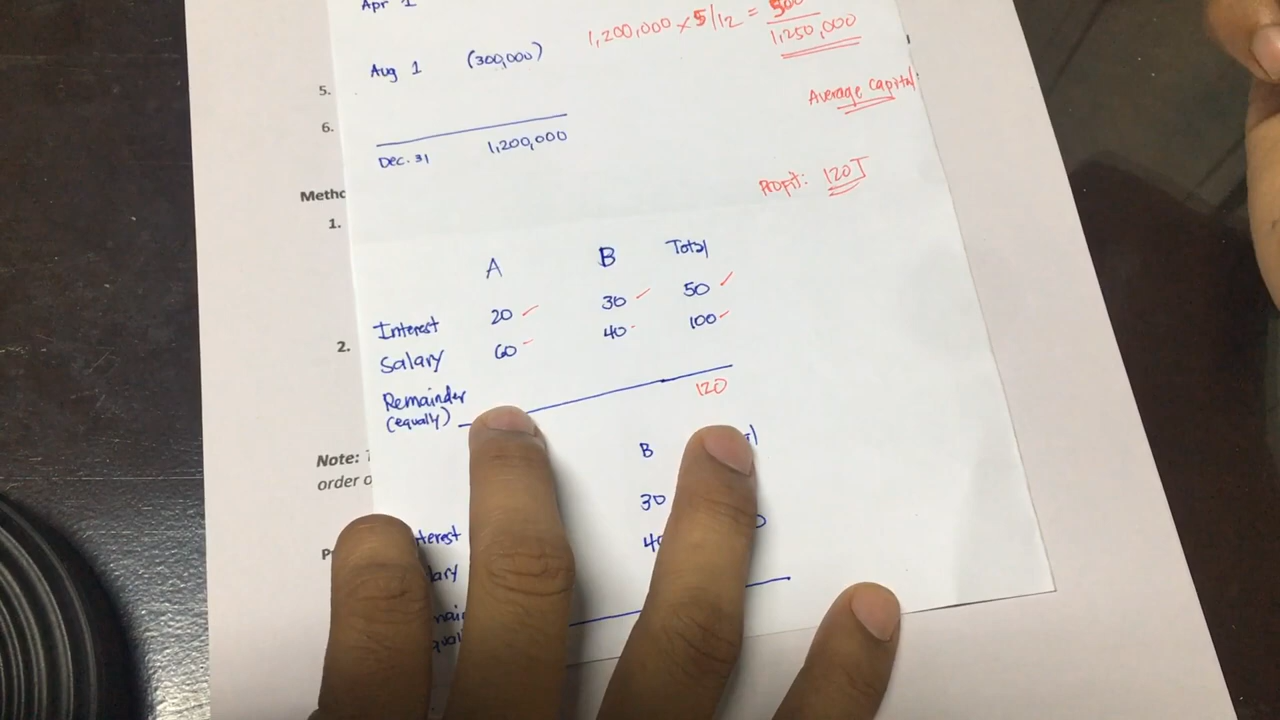 Apr 1
1,200,000 x 5/12 = 500
1,250,000
Aug 1 (300,000)
Average Capital
5.
6.
Dec. 31 1,200,000
Profit: 120T
1.
A B Total
Interest 20 30 50
2.
Salary 60 40 100
Remainder 120
(equally)
B
Note:
order
30
40